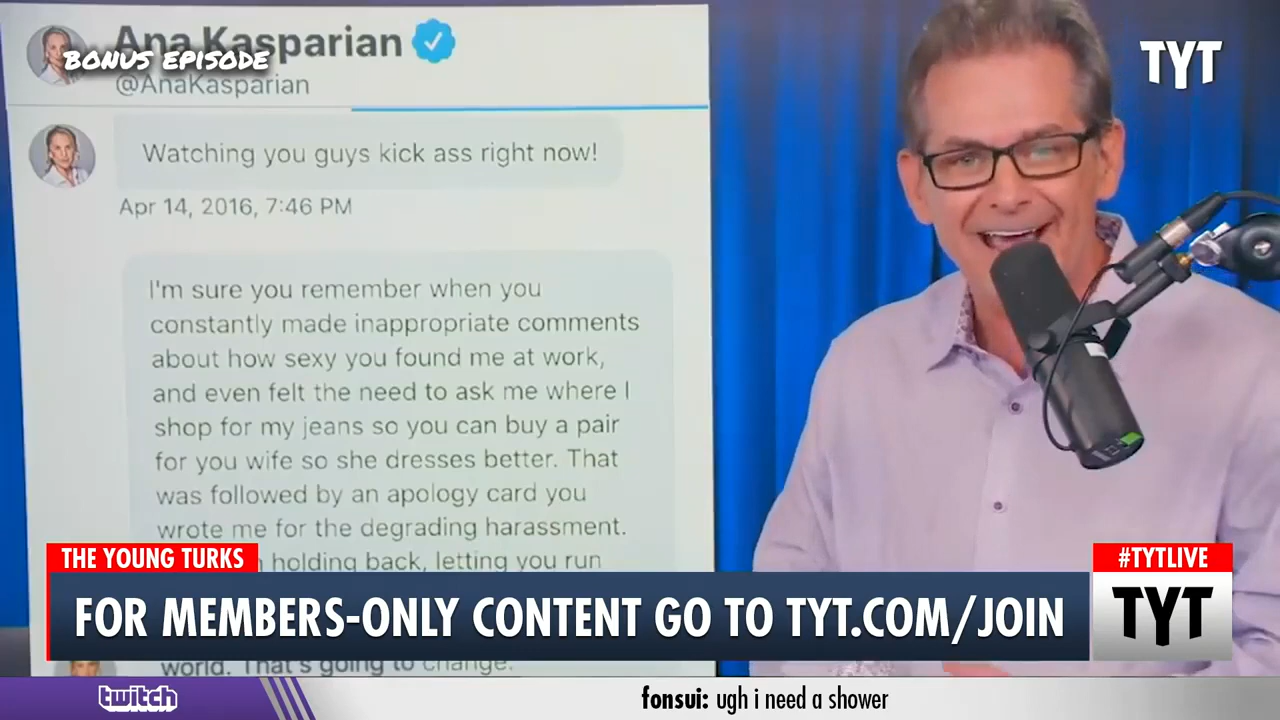 Ana Kasparian
BONUS EPISODE
@AnaKasparian
TYT
Watching you guys kick ass right now!
Apr 14, 2016, 7:46 PM
I'm sure you remember when you
constantly made inappropriate comments
about how sexy you found me at work,
and even felt the need to ask me where I
shop for my jeans so you can buy a pair
for you wife so she dresses better. That
was followed by an apology card you
wrote me for the degrading harassment.
holding back, letting you run
world. That's going to change.
THE YOUNG TURKS
#TYTLIVE
FOR MEMBERS-ONLY CONTENT GO TO TYT.COM/JOIN
TYT
twitch
fonsui: ugh i need a shower